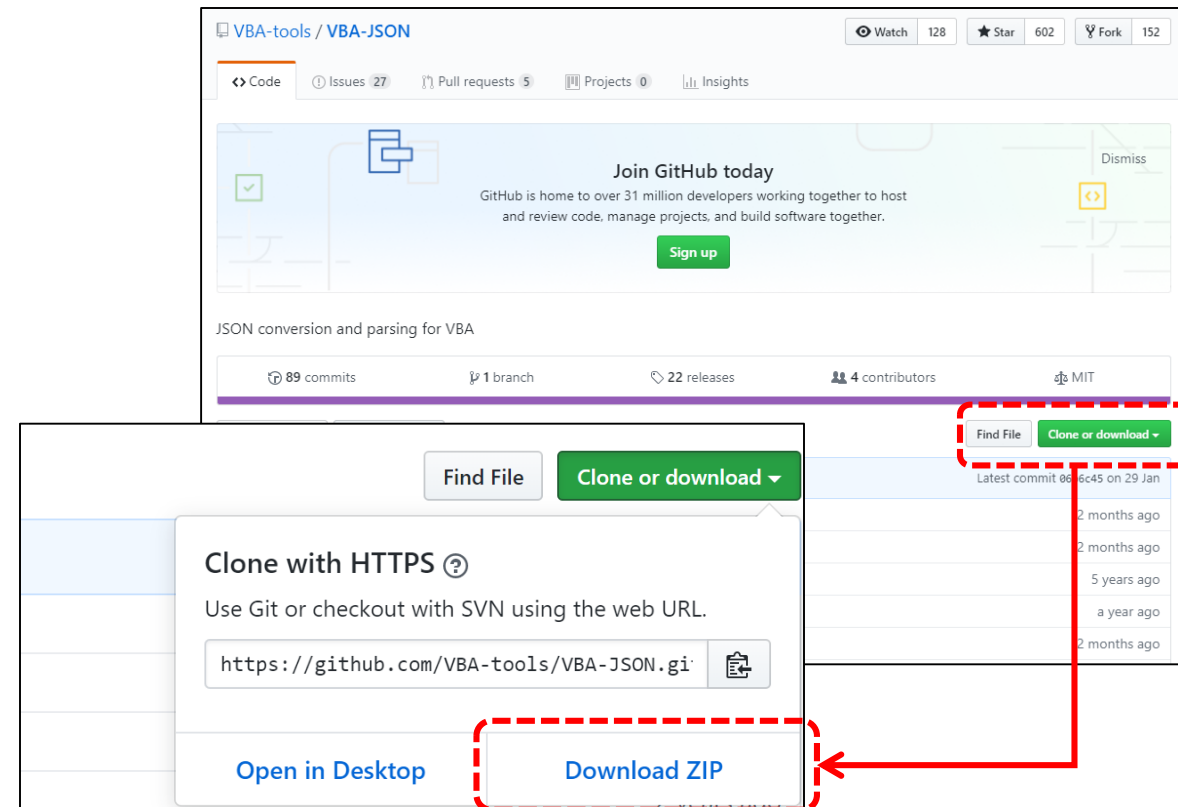 VBA-tools / VBA-JSON
Watch 128 Star 602 Fork 152
Code Issues 27 Pull requests 5 Projects 0 Insights
Dismiss
Join GitHub today
GitHub is home to over 31 million developers working together to host
and review code, manage projects, and build software together.
Sign up
JSON conversion and parsing for VBA
89 commits 1 branch 22 releases 4 contributors MIT
Find File Clone or download
Latest commit on 29 Jan
2 months ago
2 months ago
5 years ago
a year ago
2 months ago
Find File Clone or download
Clone with HTTPS ?
Use Git or checkout with SVN using the web URL.
https://github.com/VBA-tools/VBA-JSON.gi
Open in Desktop Download ZIP